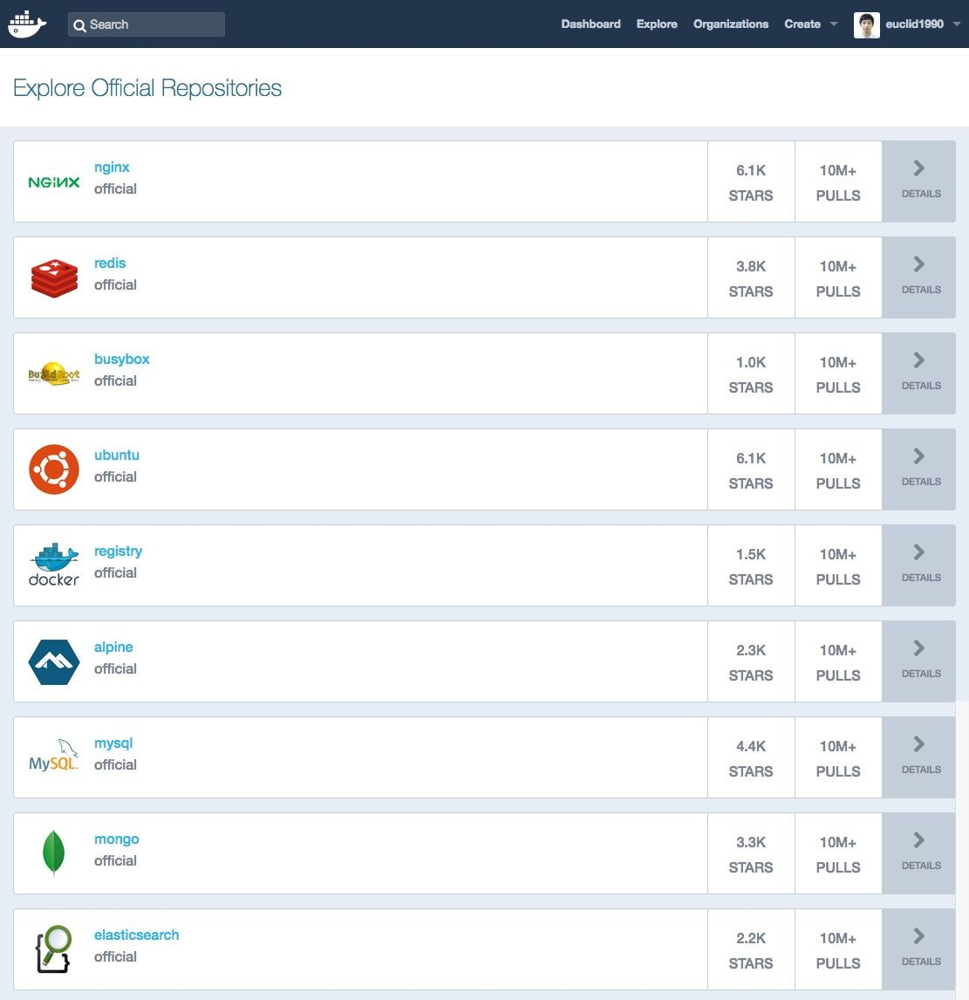 Search
Dashboard Explore Organizations Create euclid1990
Explore Official Repositories
NGINX
nginx
official
6.1K
STARS
10M+
PULLS
DETAILS
redis
official
3.8K
STARS
10M+
PULLS
DETAILS
busybox
official
1.0K
STARS
10M+
PULLS
DETAILS
ubuntu
official
6.1K
STARS
10M+
PULLS
DETAILS
docker
registry
official
1.5K
STARS
10M+
PULLS
DETAILS
alpine
official
2.3K
STARS
10M+
PULLS
DETAILS
MySQL
mysql
official
4.4K
STARS
10M+
PULLS
DETAILS
mongo
official
3.3K
STARS
10M+
PULLS
DETAILS
elasticsearch
official
2.2K
STARS
10M+
PULLS
DETAILS